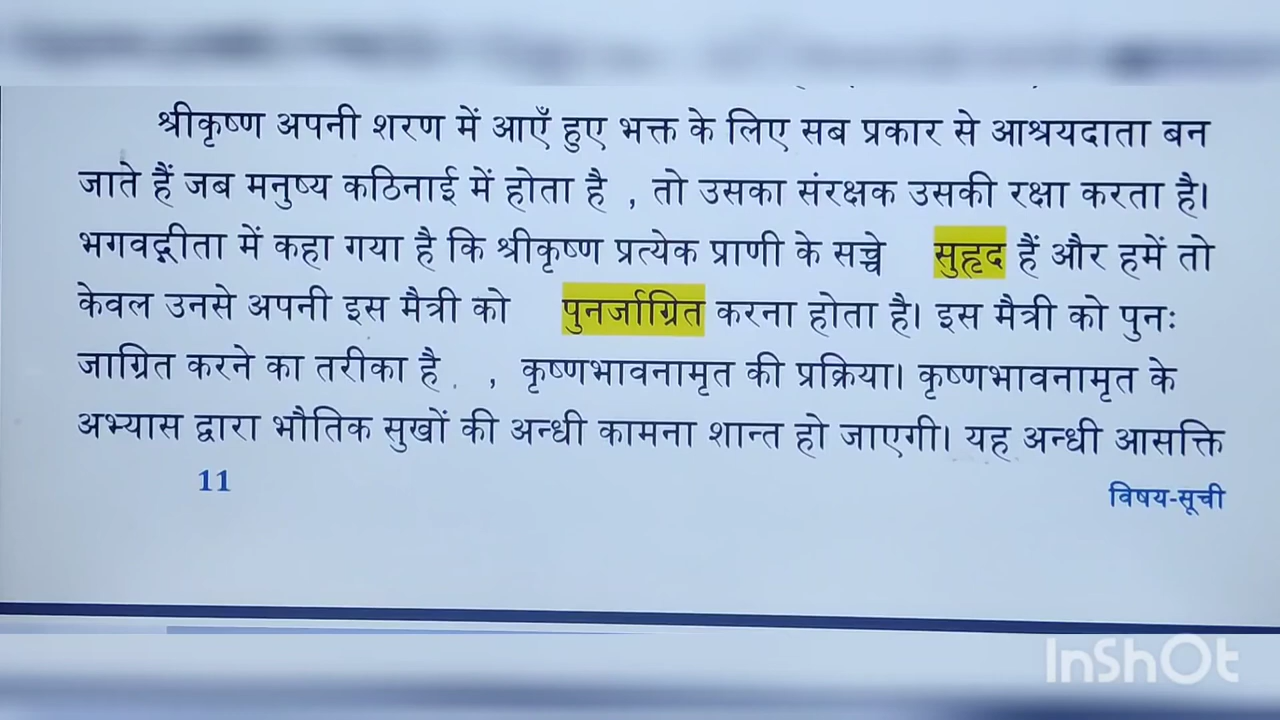 श्रीकृष्ण अपनी शरण में आएँ हुए भक्त के लिए सब प्रकार से आश्रयदाता बन
जाते हैं जब मनुष्य कठिनाई में होता है , तो उसका संरक्षक उसकी रक्षा करता है।
भगवद्गीता में कहा गया है कि श्रीकृष्ण प्रत्येक प्राणी के सच्चे सुहृद हैं और हमें तो
केवल उनसे अपनी इस मैत्री को पुनर्जाग्रित करना होता है। इस मैत्री को पुनः
जाग्रित करने का तरीका है , कृष्णभावनामृत की प्रक्रिया। कृष्णभावनामृत के
अभ्यास द्वारा भौतिक सुखों की अन्धी कामना शान्त हो जाएगी। यह अन्धी आसक्ति
11
विषय-सूची
InShOt